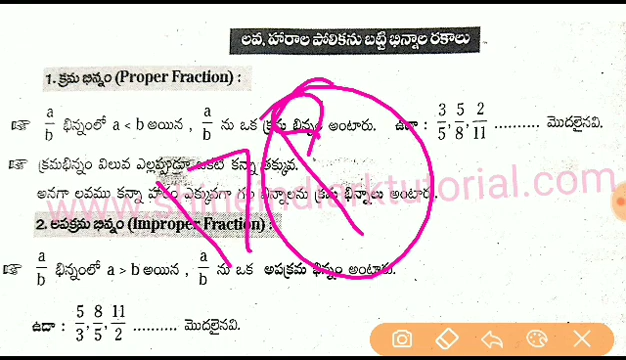 లవ, హారాల పోలికను బట్టి భిన్నాల రకాలు
1. క్రమ భిన్నం (Proper Fraction) :
☞ a/b భిన్నంలో a < b అయిన , a/b ను ఒక క్రమ భిన్నం అంటారు. ఉదా : 3/5, 5/8, 2/11 .......... మొదలైనవి.
☞ క్రమభిన్నం విలువ ఎల్లప్పుడూ ఒకటి కన్నా తక్కువ.
అనగా లవము కన్నా హారం ఎక్కువగా గల భిన్నాలను క్రమ భిన్నాలు అంటారు.
2. అపక్రమ భిన్నం (Improper Fraction) :
☞ a/b భిన్నంలో a > b అయిన , a/b ను ఒక అపక్రమ భిన్నం అంటారు.
ఉదా : 5/3, 8/5, 11/2 .......... మొదలైనవి.